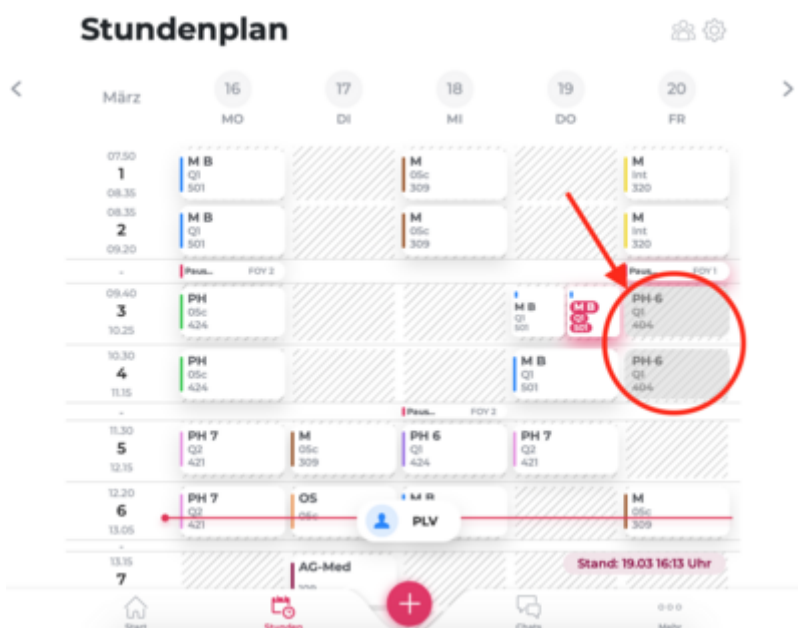 Stundenplan
März
16 17 18 19 20
MO DI MI DO FR
07.50
1
08.35
M B
Q1
501
M
05c
309
M
Int
320
08.35
2
09.20
M B
Q1
501
M
05c
309
M
Int
320
-
Paus... FOY 2
Paus... FOY 1
09.40
3
10.25
PH
05c
424
M B
Q1
501
M B
Q1
501
PH 6
Q1
404
10.30
4
11.15
PH
05c
424
M B
Q1
501
PH 6
Q1
404
-
Paus... FOY 2
11.30
5
12.15
PH 7
Q2
421
M
05c
309
PH 6
Q1
424
PH 7
Q2
421
12.20
6
13.05
PH 7
Q2
421
OS
05c
M B
M
05c
309
PLV
-
13.15
7
AG-Med
Stand: 19.03 16:13 Uhr
Start Stunden Chats Mehr